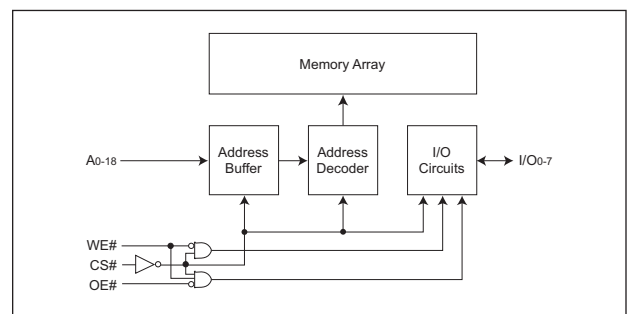 Memory Array
A0-18
Address
Buffer
Address
Decoder
I/O
Circuits
I/O0-7
WE#
CS#
OE#